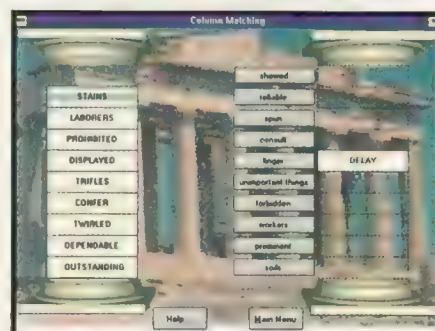 Column Matching
STAINS
LABORERS
PROHIBITED
DISPLAYED
TRIFLES
CONFER
TWIRLED
DEPENDABLE
OUTSTANDING
showed
reliable
spun
consult
linger
unimportant things
forbidden
workers
prominent
soils
DELAY
Help
Main Menu